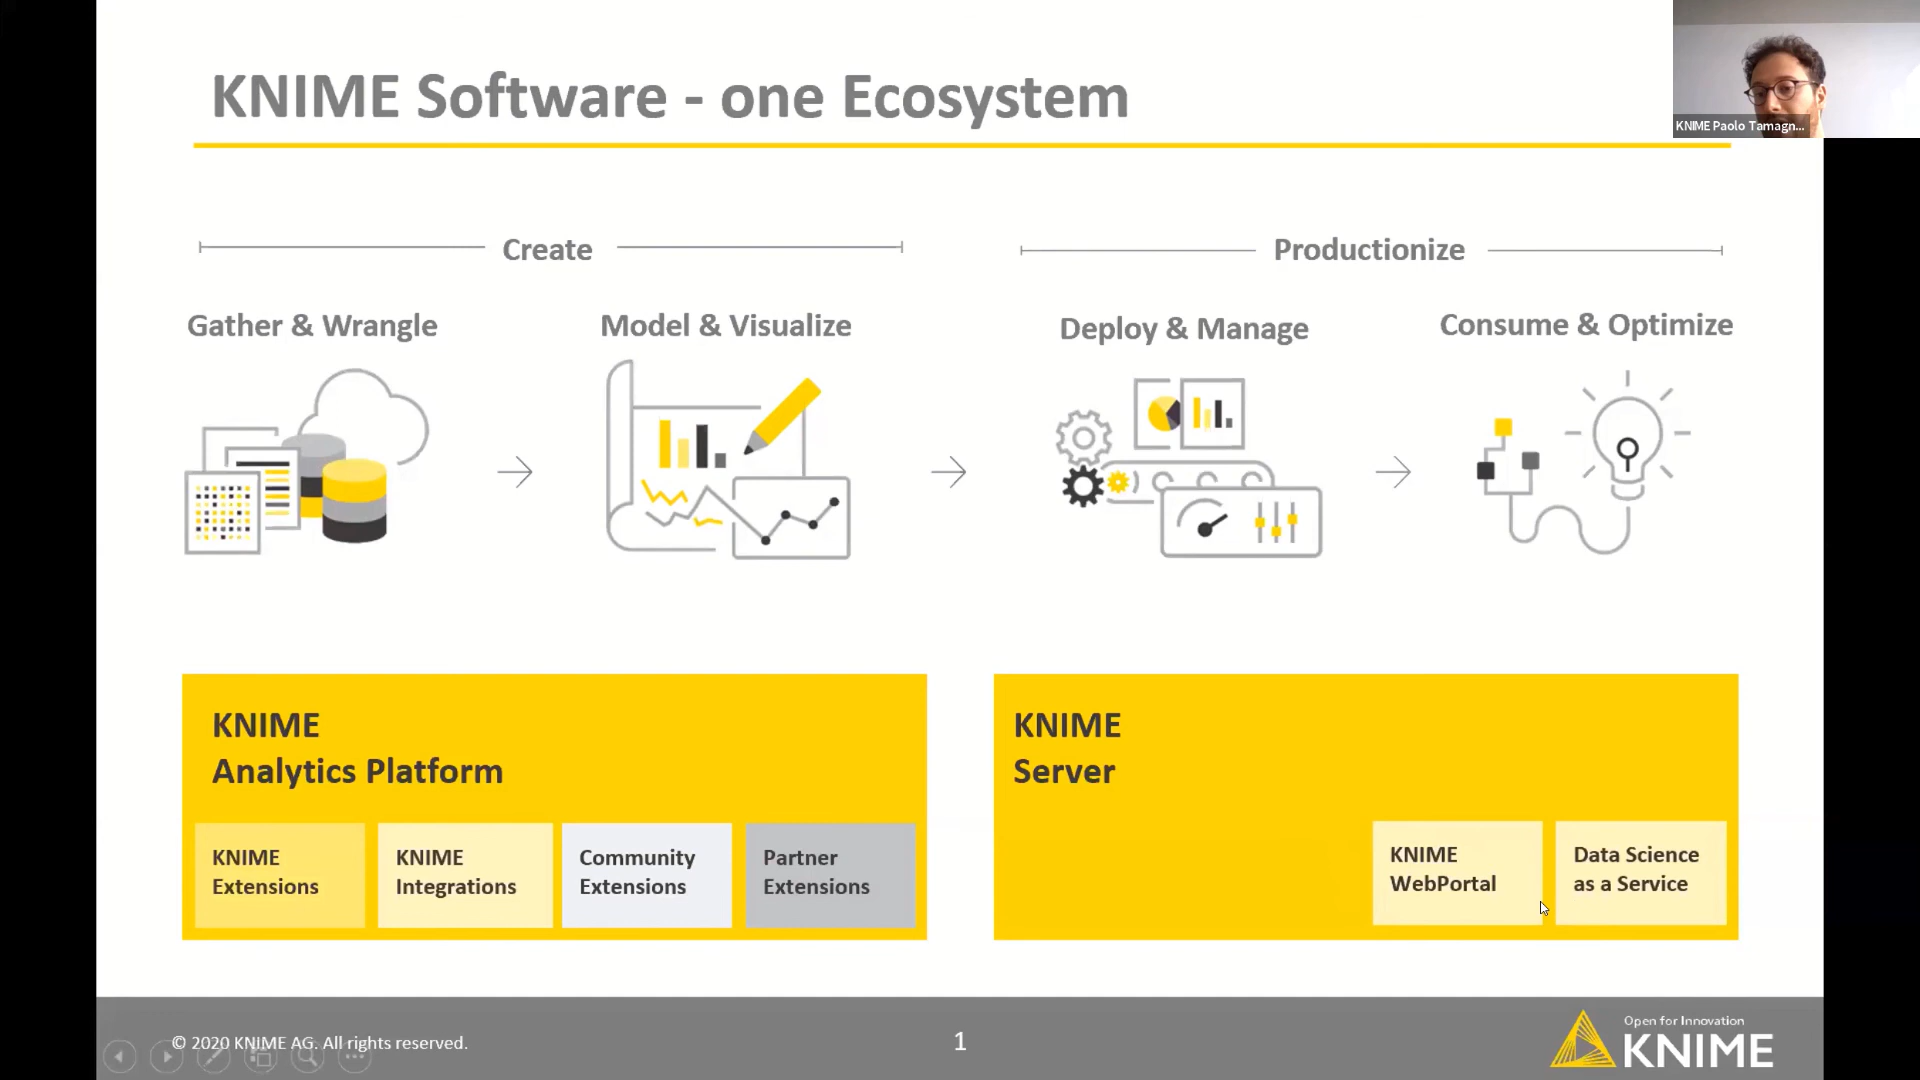 KNIME Software - one Ecosystem
KNIME Paolo Tamagn...
Create
Productionize
Gather & Wrangle
Model & Visualize
Deploy & Manage
Consume & Optimize
KNIME
Analytics Platform
KNIME
Extensions
KNIME
Integrations
Community
Extensions
Partner
Extensions
KNIME
Server
KNIME
WebPortal
Data Science
as a Service
© 2020 KNIME AG. All rights reserved.
1
Open for Innovation
KNIME